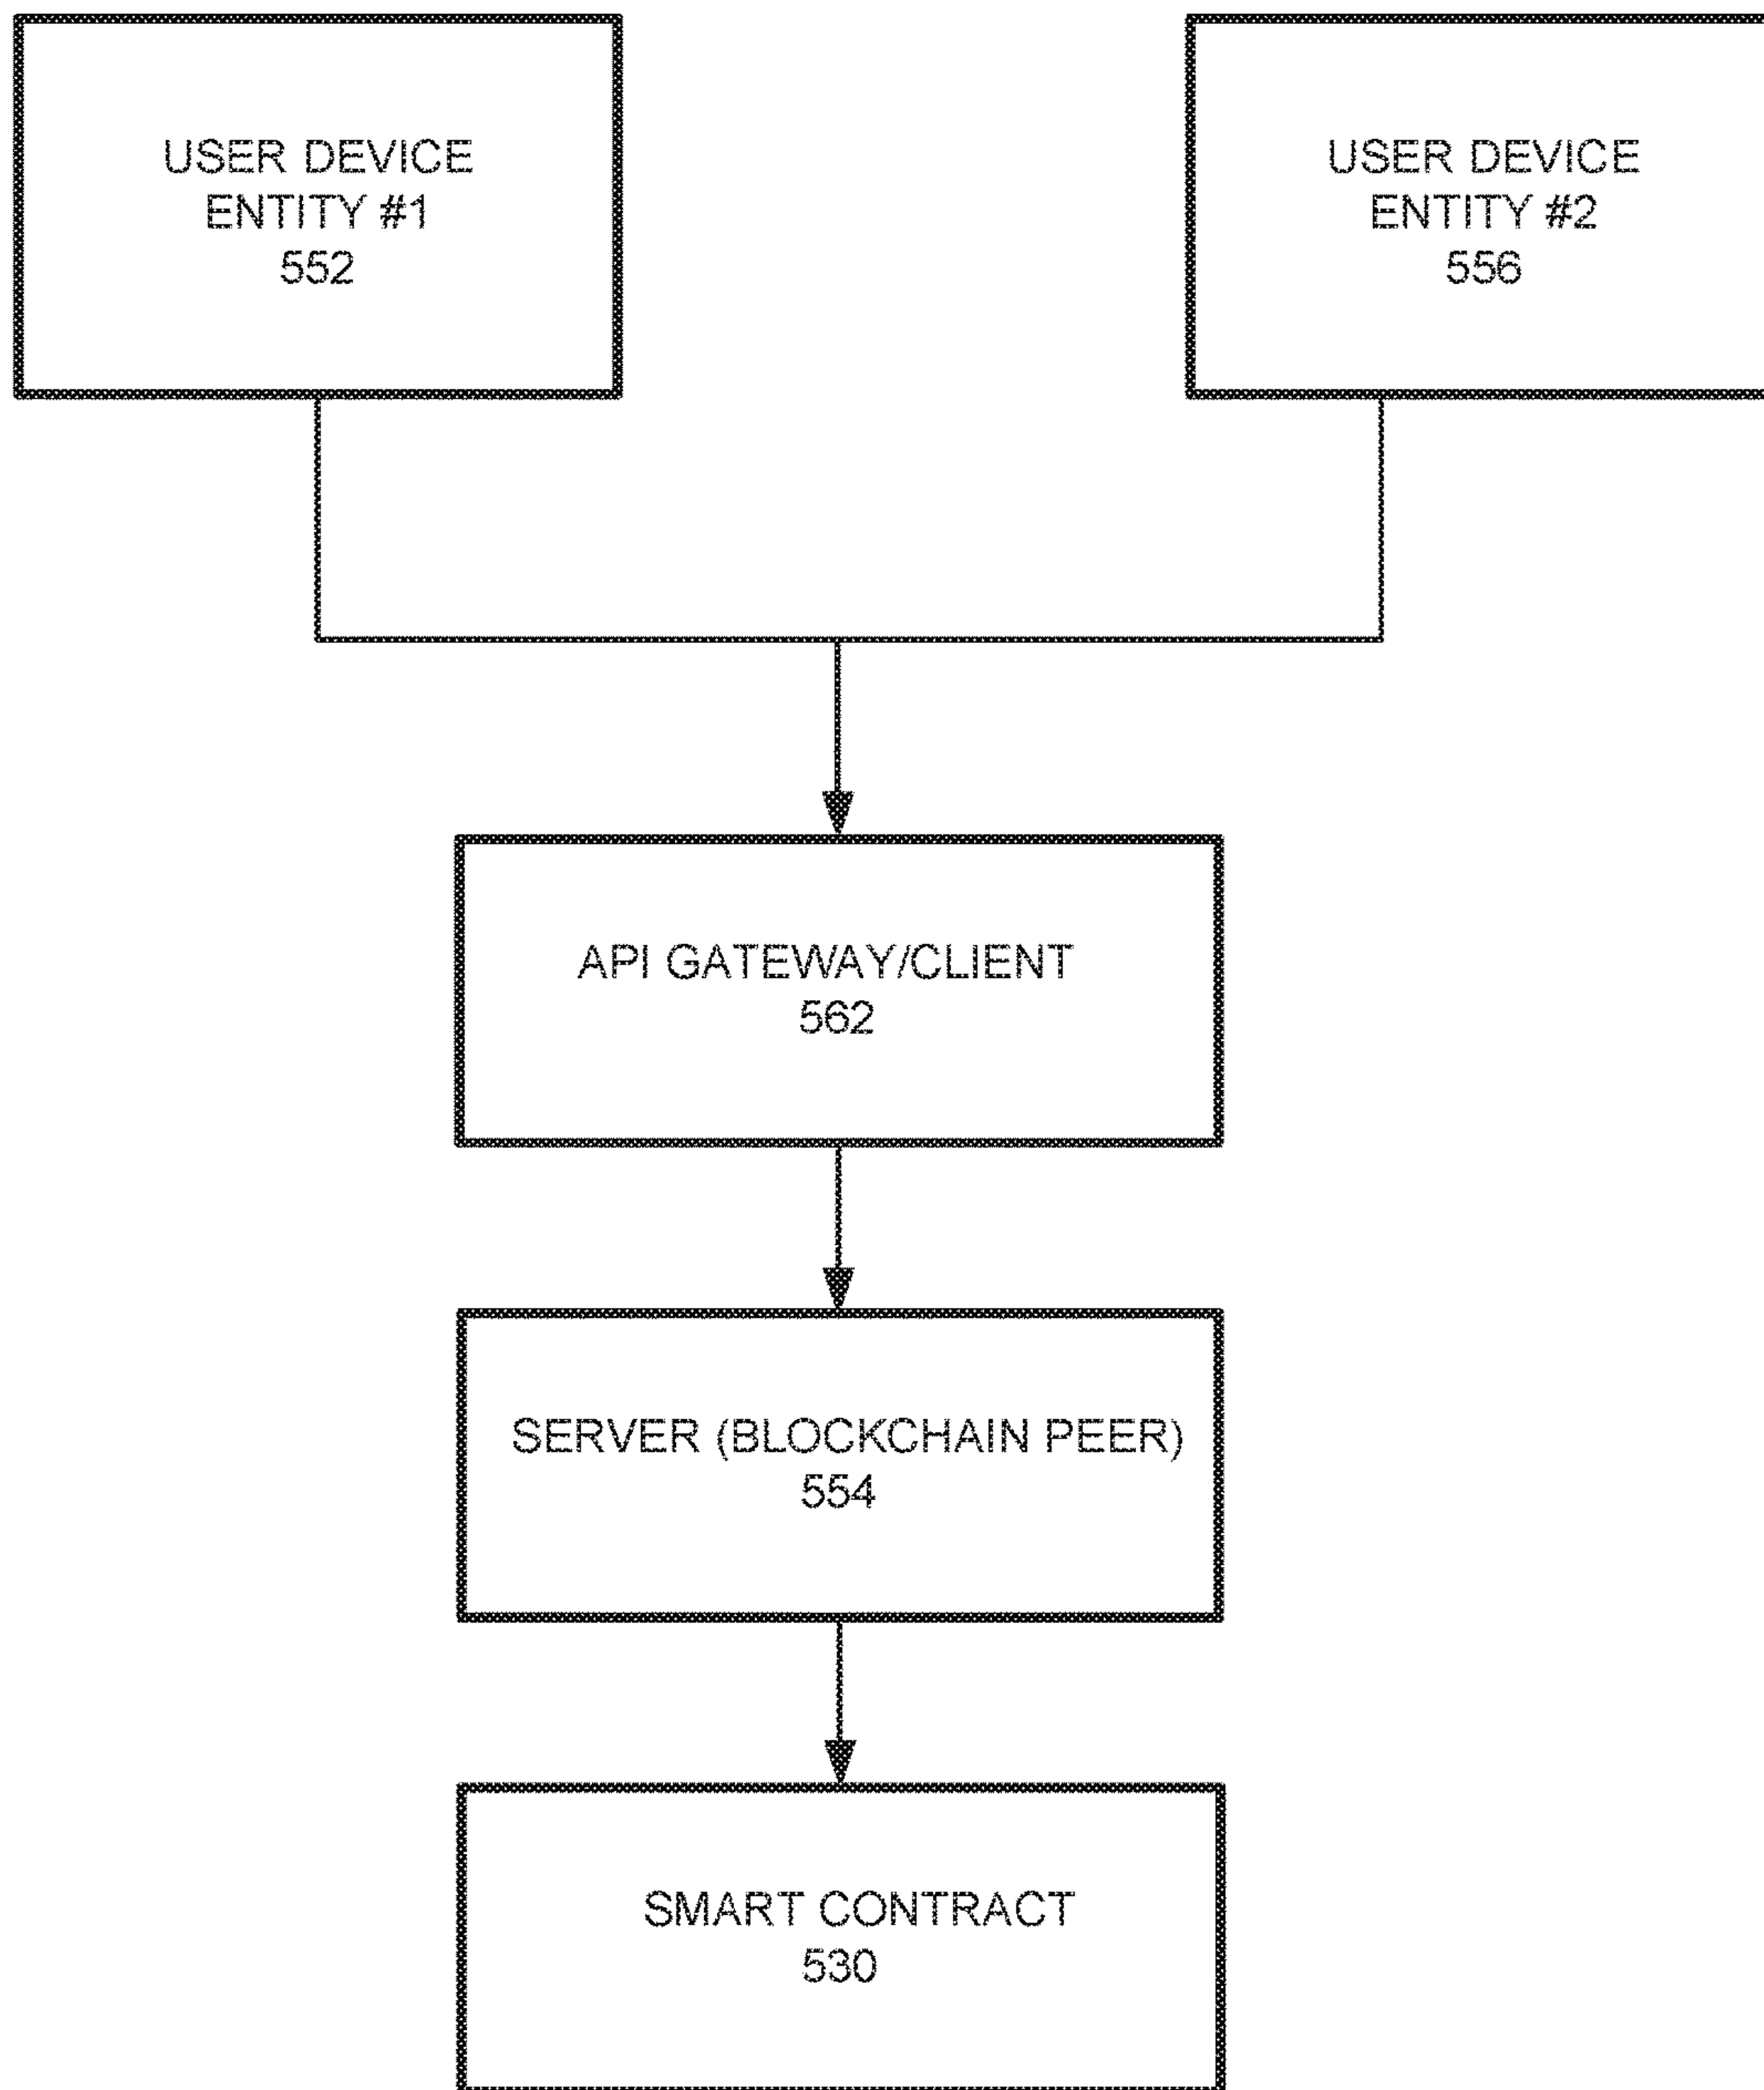 USER DEVICE
ENTITY #1
552
USER DEVICE
ENTITY #2
556
API GATEWAY/CLIENT
562
SERVER (BLOCKCHAIN PEER)
554
SMART CONTRACT
530